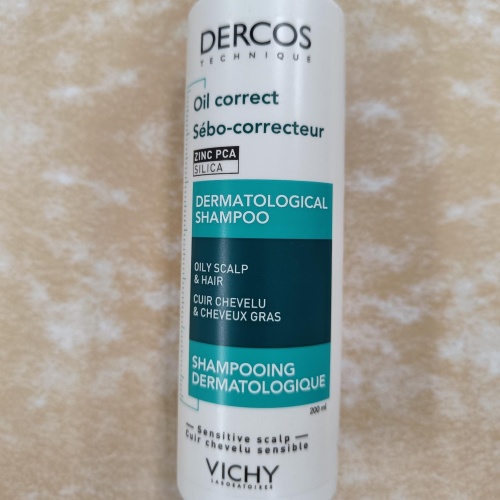 DERCOS
TECHNIQUE
Oil correct
Sébo-correcteur
ZINC PCA
SILICA
DERMATOLOGICAL
SHAMPOO
OILY SCALP
& HAIR
CUIR CHEVELU
& CHEVEUX GRAS
SHAMPOOING
DERMATOLOGIQUE
200 ml
Sensitive scalp
Cuir chevelu sensible
VICHY
LABORATOIRES